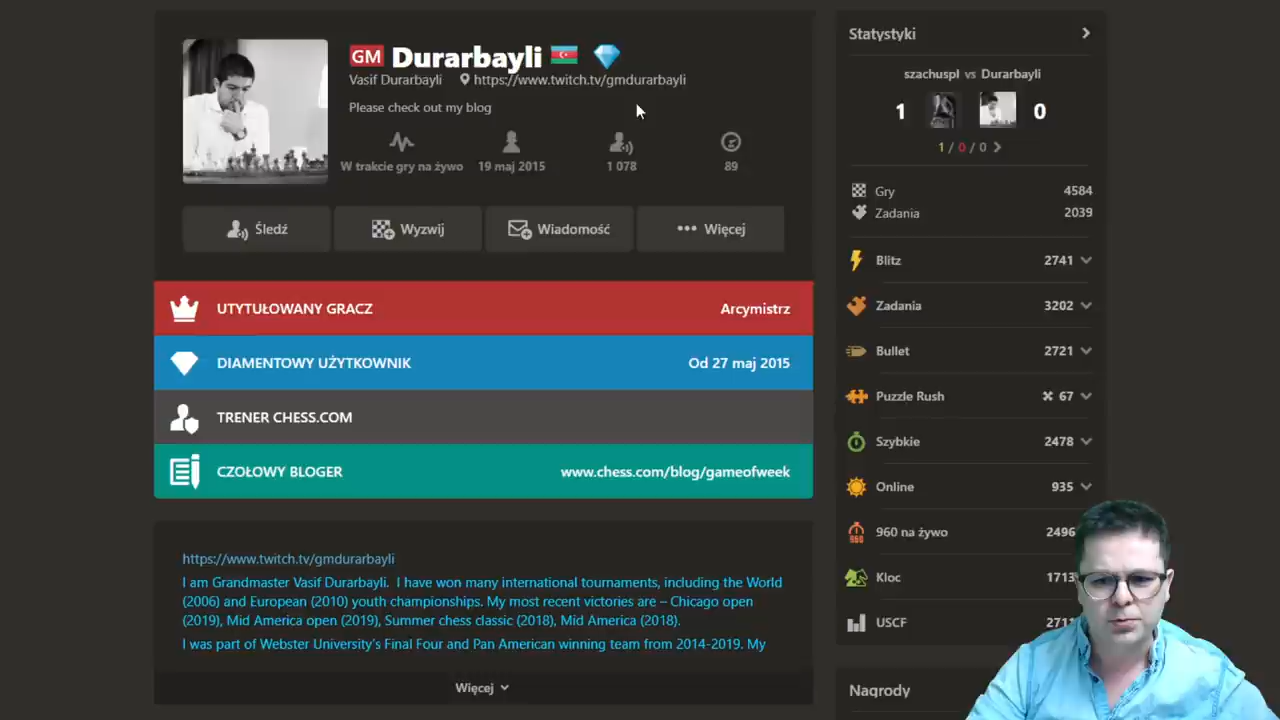 GM Durarbayli
Vasif Durarbayli https://www.twitch.tv/gmdurarbayli
Please check out my blog
W trakcie gry na żywo 19 maj 2015 1 078 89
Śledź Wyzwij Wiadomość Więcej
UTYTUŁOWANY GRACZ Arcymistrz
DIAMENTOWY UŻYTKOWNIK Od 27 maj 2015
TRENER CHESS.COM
CZOŁOWY BLOGER www.chess.com/blog/gameofweek
https://www.twitch.tv/gmdurarbayli
I am Grandmaster Vasif Durarbayli. I have won many international tournaments, including the World
(2006) and European (2010) youth championships. My most recent victories are – Chicago open
(2019), Mid America open (2019), Summer chess classic (2018), Mid America (2018).
I was part of Webster University's Final Four and Pan American winning team from 2014-2019. My
Więcej
Statystyki
szachuspl vs Durarbayli
1 0
1 / 0 / 0
Gry 4584
Zadania 2039
Blitz 2741
Zadania 3202
Bullet 2721
Puzzle Rush 67
Szybkie 2478
Online 935
960 960 na żywo 2496
Kloc 1713
USCF 271
Nagrody